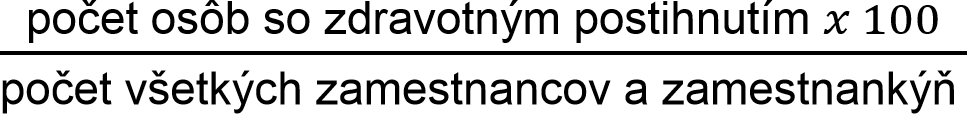 počet osôb so zdravotným postihnutím x 100
počet všetkých zamestnancov a zamestnankýň